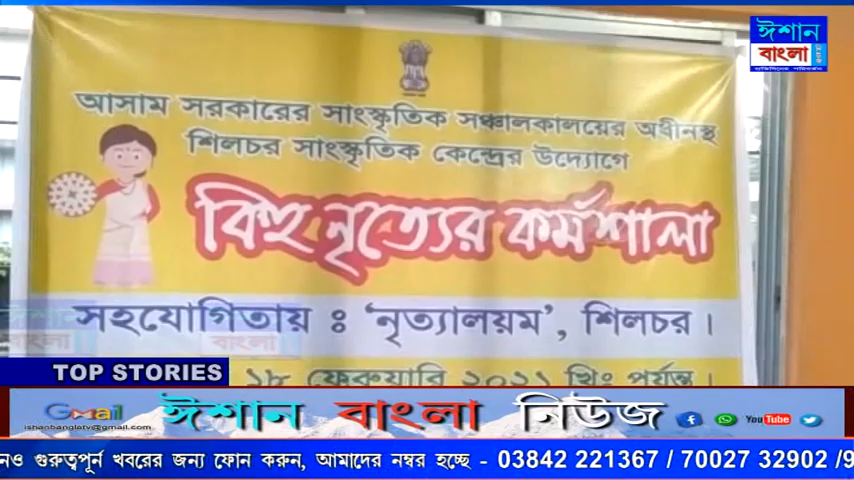 ঈশান
বাংলা
আসাম সরকারের সাংস্কৃতিক সঞ্চালকালয়ের অধীনস্থ
শিলচর সাংস্কৃতিক কেন্দ্রের উদ্যোগে
বিহু নৃত্যের কর্মশালা
সহযোগিতায় ঃ ‘নৃত্যালয়ম’, শিলচর ।
১৮ ফেব্রুয়ারি ২০২১ খ্রিঃ পর্যন্ত ।
TOP STORIES
Gmail
ishanbanglatv@gmail.com
ঈশান বাংলা নিউজ
You Tube
নও গুরুত্বপূর্ন খবরের জন্য ফোন করুন, আমাদের নম্বর হচ্ছে - 03842 221367 / 70027 32902 /9